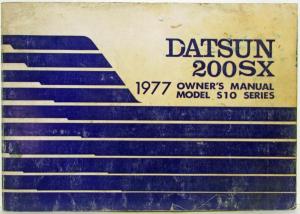 DATSUN
200SX
1977 OWNER'S MANUAL
MODEL S10 SERIES